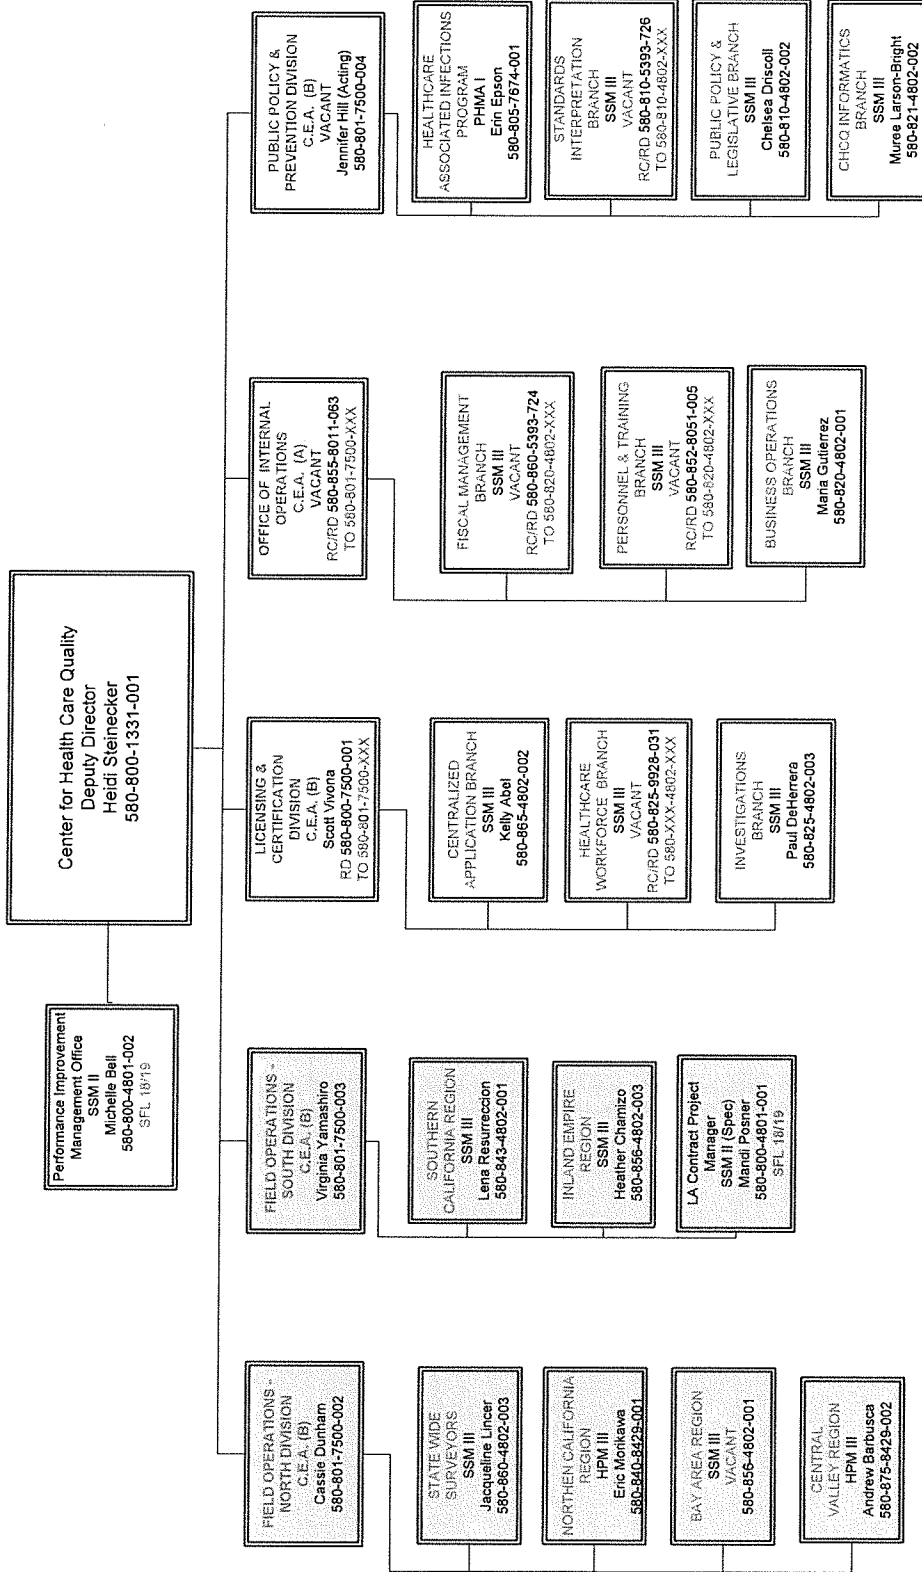 Center for Health Care Quality
Deputy Director
Heidi Steinecker
580-800-1331-001
Performance Improvement
Management Office
SSM II
Michelle Bell
580-800-4801-002
SFL 18/19
FIELD OPERATIONS -
NORTH DIVISION
C.E.A. (B)
Cassie Dunham
580-801-7500-002
STATE WIDE
SURVEYORS
SSM III
Jacqueline Lincer
580-860-4802-003
NORTHEN CALIFORNIA
REGION
HPM III
Eric Morikawa
580-840-8429-001
BAY AREA REGION
SSM III
VACANT
580-856-4802-001
CENTRAL
VALLEY REGION
HPM III
Andrew Barbusca
580-875-8429-002
FIELD OPERATIONS -
SOUTH DIVISION
C.E.A. (B)
Virginia Yamashiro
580-801-7500-003
SOUTHERN
CALIFORNIA REGION
SSM III
Lena Resurreccion
580-843-4802-001
INLAND EMPIRE
REGION
SSM III
Heather Chamizo
580-856-4802-003
LA Contract Project
Manager
SSM II (Spec)
Mandi Posner
580-800-4801-001
SFL 18/19
LICENSING &
CERTIFICATION
DIVISION
C.E.A. (B)
Scott Vivona
RD 580-800-7500-001
TO 580-801-7500-XXX
CENTRALIZED
APPLICATION BRANCH
SSM III
Kelly Abel
580-865-4802-002
HEALTHCARE
WORKFORCE BRANCH
SSM III
VACANT
RC/RD 580-825-9928-031
TO 580-XXX-4802-XXX
INVESTIGATIONS
BRANCH
SSM III
Paul DeHerrera
580-825-4802-003
OFFICE OF INTERNAL
OPERATIONS
C.E.A. (A)
VACANT
RC/RD 580-855-8011-063
TO 580-801-7500-XXX
FISCAL MANAGEMENT
BRANCH
SSM III
VACANT
RC/RD 580-860-5393-724
TO 580-820-4802-XXX
PERSONNEL & TRAINING
BRANCH
SSM III
VACANT
RC/RD 580-852-8051-005
TO 580-820-4802-XXX
BUSINESS OPERATIONS
BRANCH
SSM III
Maria Gutierrez
580-820-4802-001
PUBLIC POLICY &
PREVENTION DIVISION
C.E.A. (B)
VACANT
Jennifer Hill (Acting)
580-801-7500-004
HEALTHCARE
ASSOCIATED INFECTIONS
PROGRAM
PHMA I
Erin Epson
580-805-7674-001
STANDARDS
INTERPRETATION
BRANCH
SSM III
VACANT
RC/RD 580-810-5393-726
TO 580-810-4802-XXX
PUBLIC POLICY &
LEGISLATIVE BRANCH
SSM III
Chelsea Driscoll
580-810-4802-002
CHCQ INFORMATICS
BRANCH
SSM III
Muree Larson-Bright
580-821-4802-002